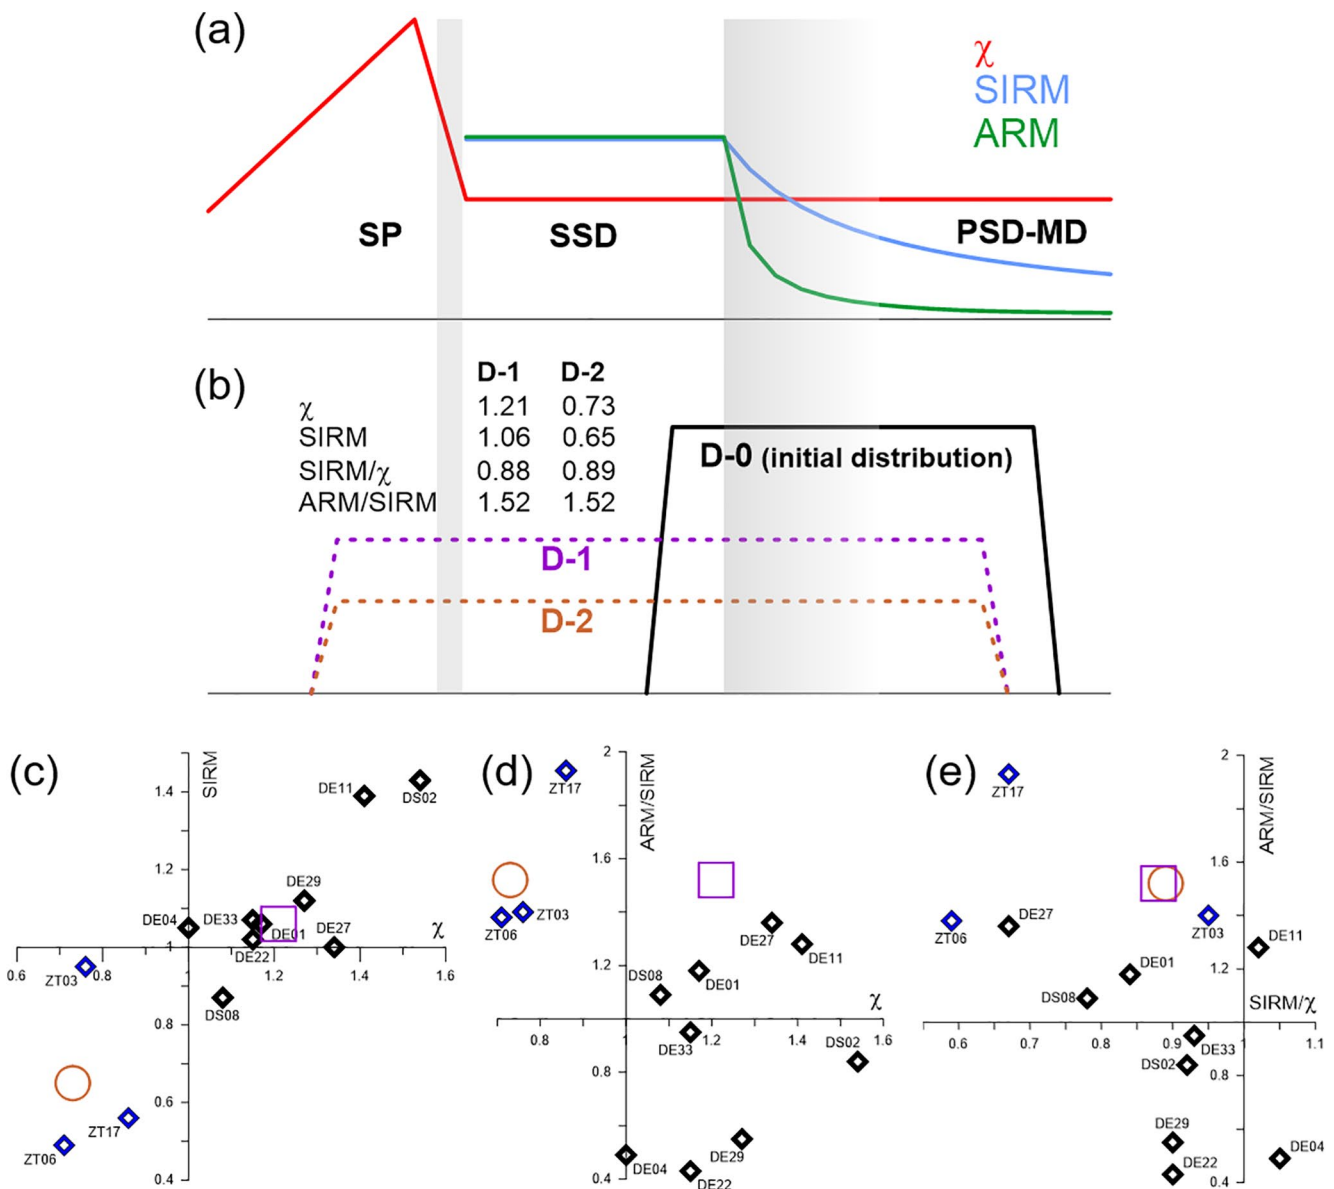 (a)
χ
SIRM
ARM
SP
SSD
PSD-MD
(b)
D-1 D-2
χ 1.21 0.73
SIRM 1.06 0.65
SIRM/χ 0.88 0.89
ARM/SIRM 1.52 1.52
D-0 (initial distribution)
D-1
D-2
(c)
SIRM
1.4
DE11
DS02
1.2
DE29
DE04
DE33
DE01
DE27
χ
1
DE22
0.6
0.8
1.2
1.4
1.6
ZT03
DS08
0.8
0.6
ZT17
ZT06
0.4
(d)
2
ARM/SIRM
ZT17
1.6
ZT03
ZT06
DE27
DE11
1.2
DS08
DE01
χ
0.8
1
1.2
1.4
1.6
DE33
DS02
0.8
DE29
DE04
DE22
0.4
(e)
2
ARM/SIRM
ZT17
1.6
ZT06
DE27
ZT03
DE11
1.2
DE01
DS08
SIRM/χ
0.6
0.7
0.8
0.9
1
1.1
DE33
DS02
0.8
DE29
DE04
DE22
0.4